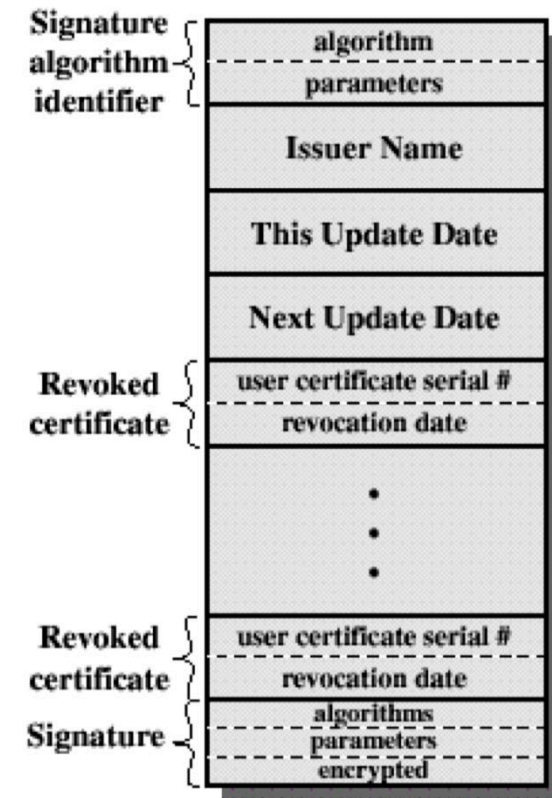 Signature
algorithm
identifier
algorithm
parameters
Issuer Name
This Update Date
Next Update Date
Revoked
certificate
user certificate serial #
revocation date
Revoked
certificate
user certificate serial #
revocation date
Signature
algorithms
parameters
encrypted